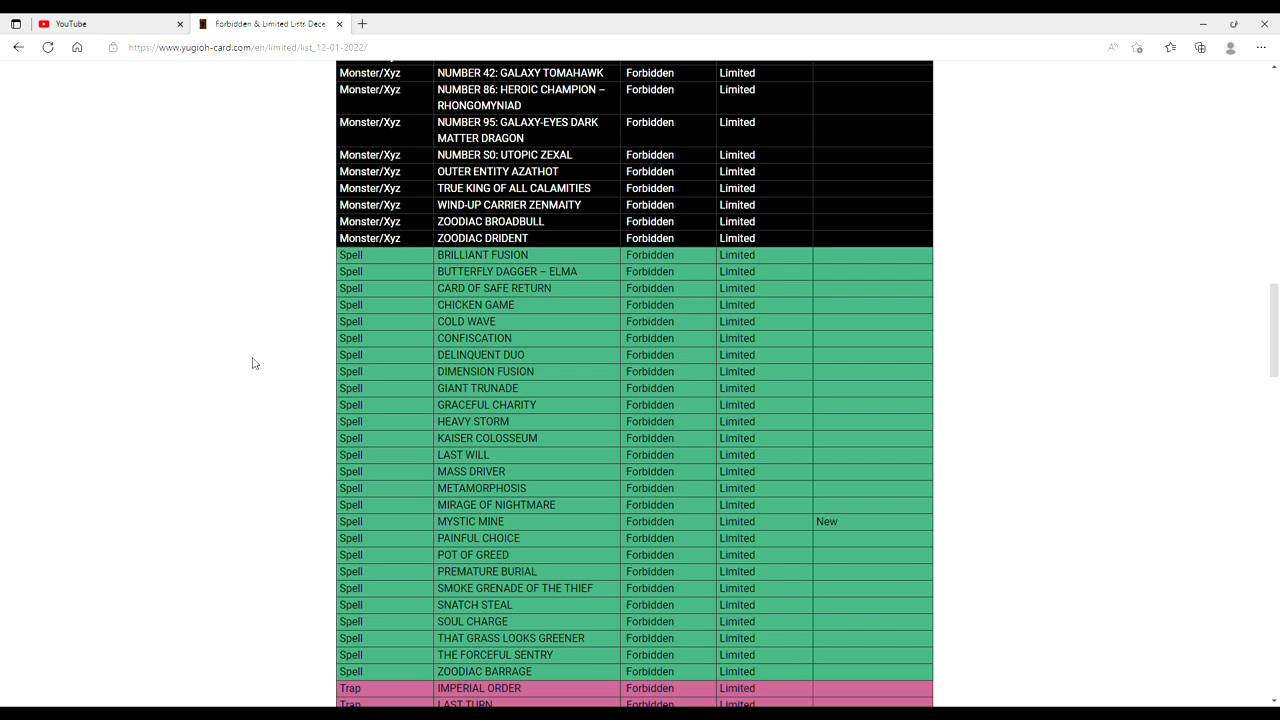 YouTube
Forbidden & Limited Lists Dece
https://www.yugioh-card.com/en/limited/list_12-01-2022/
Monster/Xyz NUMBER 42: GALAXY TOMAHAWK Forbidden Limited
Monster/Xyz NUMBER 86: HEROIC CHAMPION – Forbidden Limited
RHONGOMYNIAD
Monster/Xyz NUMBER 95: GALAXY-EYES DARK Forbidden Limited
MATTER DRAGON
Monster/Xyz NUMBER S0: UTOPIC ZEXAL Forbidden Limited
Monster/Xyz OUTER ENTITY AZATHOT Forbidden Limited
Monster/Xyz TRUE KING OF ALL CALAMITIES Forbidden Limited
Monster/Xyz WIND-UP CARRIER ZENMAITY Forbidden Limited
Monster/Xyz ZOODIAC BROADBULL Forbidden Limited
Monster/Xyz ZOODIAC DRIDENT Forbidden Limited
Spell BRILLIANT FUSION Forbidden Limited
Spell BUTTERFLY DAGGER – ELMA Forbidden Limited
Spell CARD OF SAFE RETURN Forbidden Limited
Spell CHICKEN GAME Forbidden Limited
Spell COLD WAVE Forbidden Limited
Spell CONFISCATION Forbidden Limited
Spell DELINQUENT DUO Forbidden Limited
Spell DIMENSION FUSION Forbidden Limited
Spell GIANT TRUNADE Forbidden Limited
Spell GRACEFUL CHARITY Forbidden Limited
Spell HEAVY STORM Forbidden Limited
Spell KAISER COLOSSEUM Forbidden Limited
Spell LAST WILL Forbidden Limited
Spell MASS DRIVER Forbidden Limited
Spell METAMORPHOSIS Forbidden Limited
Spell MIRAGE OF NIGHTMARE Forbidden Limited
Spell MYSTIC MINE Forbidden Limited New
Spell PAINFUL CHOICE Forbidden Limited
Spell POT OF GREED Forbidden Limited
Spell PREMATURE BURIAL Forbidden Limited
Spell SMOKE GRENADE OF THE THIEF Forbidden Limited
Spell SNATCH STEAL Forbidden Limited
Spell SOUL CHARGE Forbidden Limited
Spell THAT GRASS LOOKS GREENER Forbidden Limited
Spell THE FORCEFUL SENTRY Forbidden Limited
Spell ZOODIAC BARRAGE Forbidden Limited
Trap IMPERIAL ORDER Forbidden Limited
Trap LAST TURN Forbidden Limited